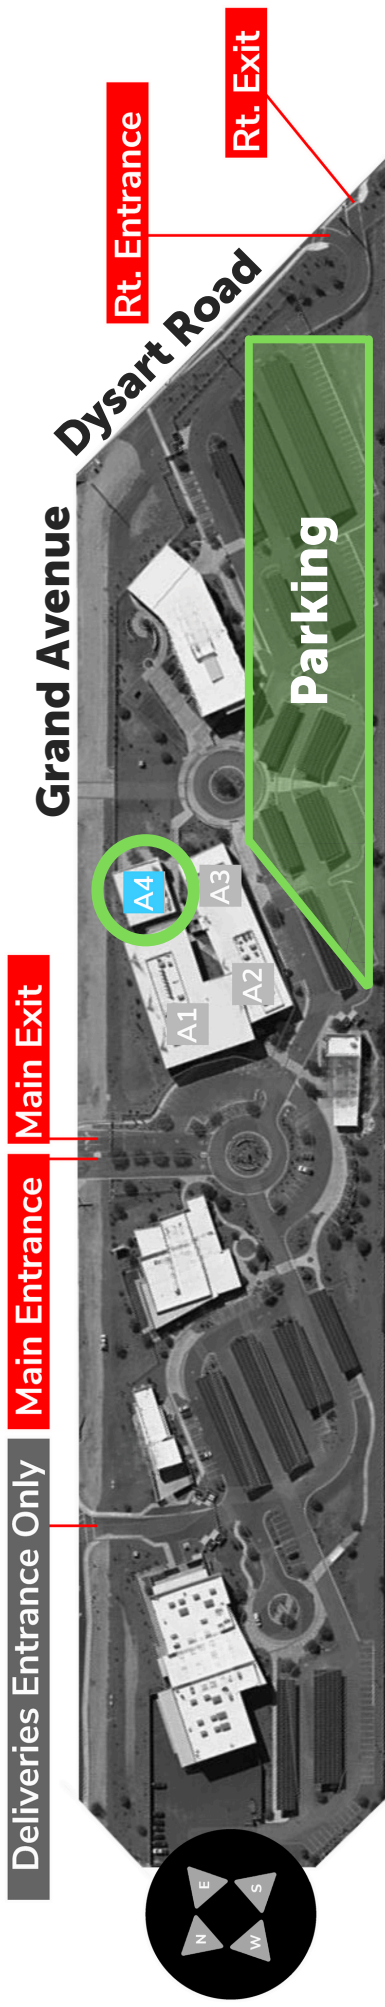 Deliveries Entrance Only
Main Entrance
Main Exit
Grand Avenue
Dysart Road
Rt. Entrance
Rt. Exit
A1
A2
A3
A4
Parking
N
E
S
W